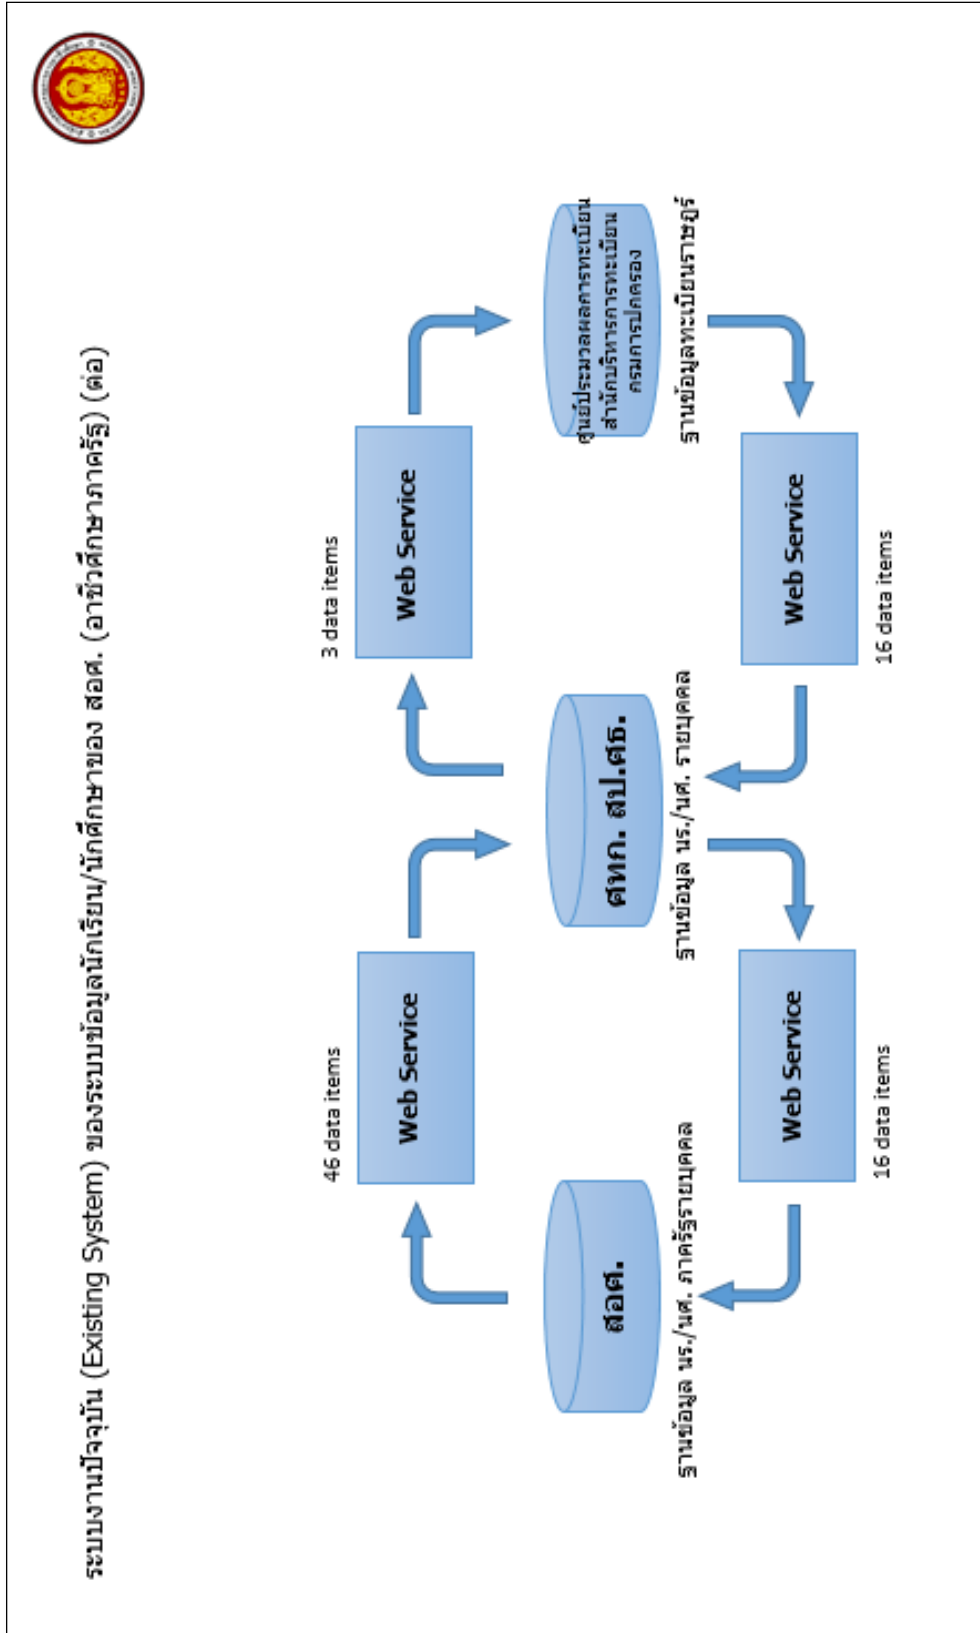 ระบบงานปัจจุบัน (Existing System) ของระบบข้อมูลนักเรียน/นักศึกษาของ สอศ. (อาชีวศึกษาภาครัฐ) (ต่อ)
46 data items
3 data items
Web Service
Web Service
สอศ.
ศทก. สป.ศธ.
ศูนย์ประมวลผลการทะเบียน
สำนักบริหารการทะเบียน
กรมการปกครอง
ฐานข้อมูล นร./นศ. ภาครัฐรายบุคคล
ฐานข้อมูล นร./นศ. รายบุคคล
ฐานข้อมูลทะเบียนราษฎร์
Web Service
Web Service
16 data items
16 data items